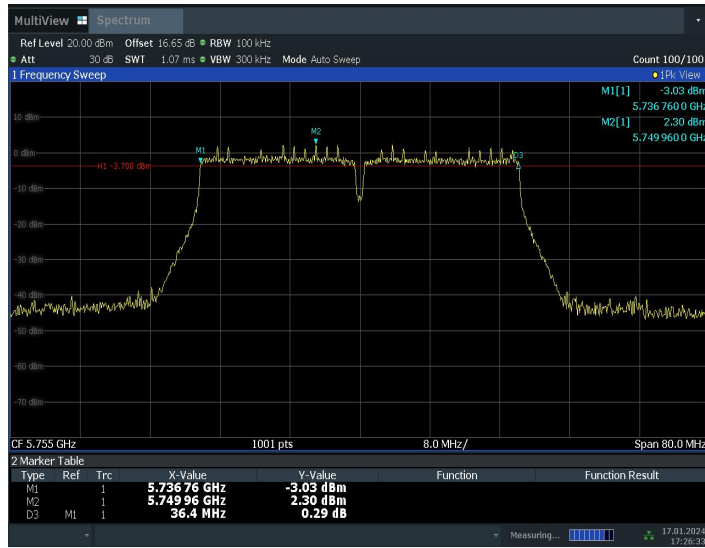 MultiView Spectrum
Ref Level 20.00 dBm Offset 16.65 dB RBW 100 kHz
Att 30 dB SWT 1.07 ms VBW 300 kHz Mode Auto Sweep Count 100/100
1 Frequency Sweep 1Pk View
M1[1] -3.03 dBm
5.736 760 0 GHz
M2[1] 2.30 dBm
5.749 960 0 GHz
10 dBm
M2
0 dBm
M1
D3
H1 -3.700 dBm
-10 dBm
-20 dBm
-30 dBm
-40 dBm
-50 dBm
-60 dBm
-70 dBm
CF 5.755 GHz 1001 pts 8.0 MHz/ Span 80.0 MHz
2 Marker Table
Type Ref Trc X-Value Y-Value Function Function Result
M1 1 5.736 76 GHz -3.03 dBm
M2 1 5.749 96 GHz 2.30 dBm
D3 M1 1 36.4 MHz 0.29 dB
Measuring... 17.01.2024
17:26:33